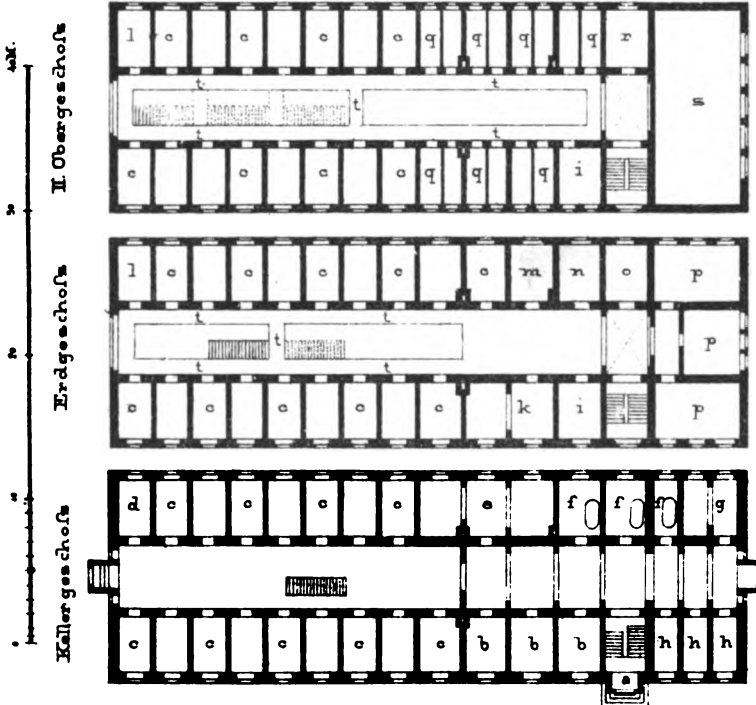 II. Obergeschoſs
l c c c c q q q q r
t t
t
t t
s
c c c c q q q i
Erdgeschoſs
l c c c c a m n o p
t t
t
t t
p
c c c c c k i p
Kellergeschoſs
d c c c c e f f f g
c c c c c b b b h h h
a
40M.
30
20
10
0